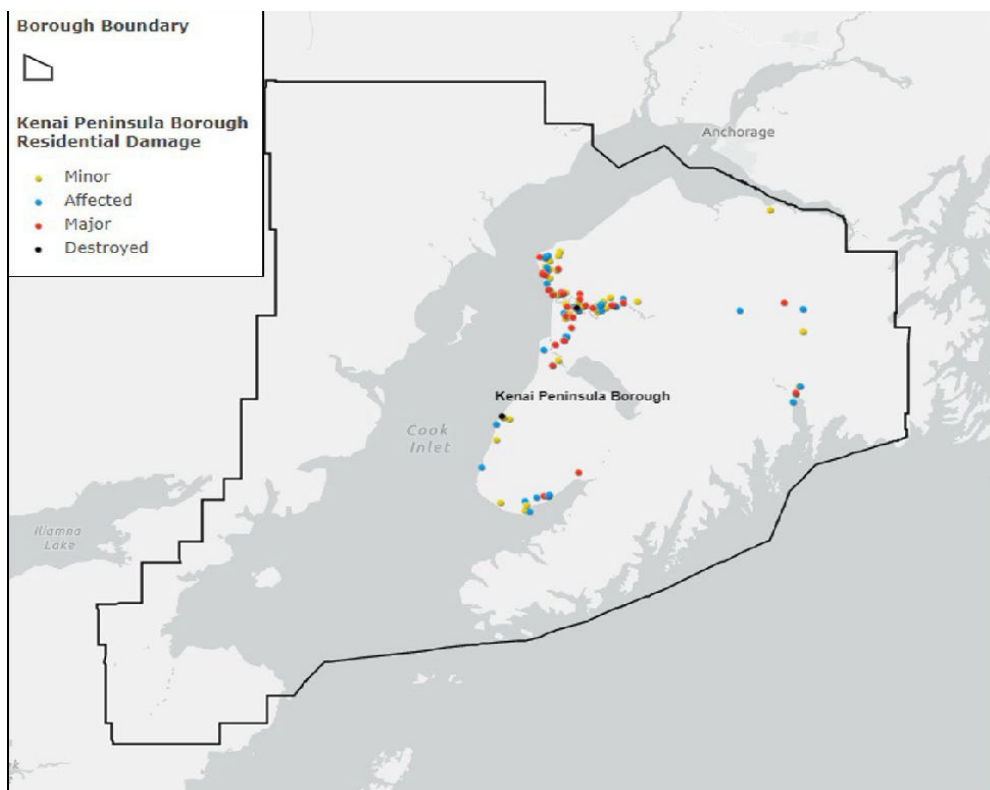 Borough Boundary
Kenai Peninsula Borough
Residential Damage
Minor
Affected
Major
Destroyed
Anchorage
Kenai Peninsula Borough
Cook
Inlet
Iliamna
Lake